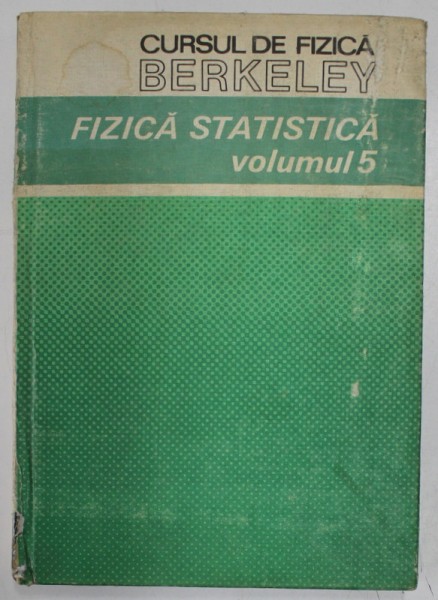 CURSUL DE FIZICĂ
BERKELEY
FIZICĂ STATISTICĂ
volumul 5